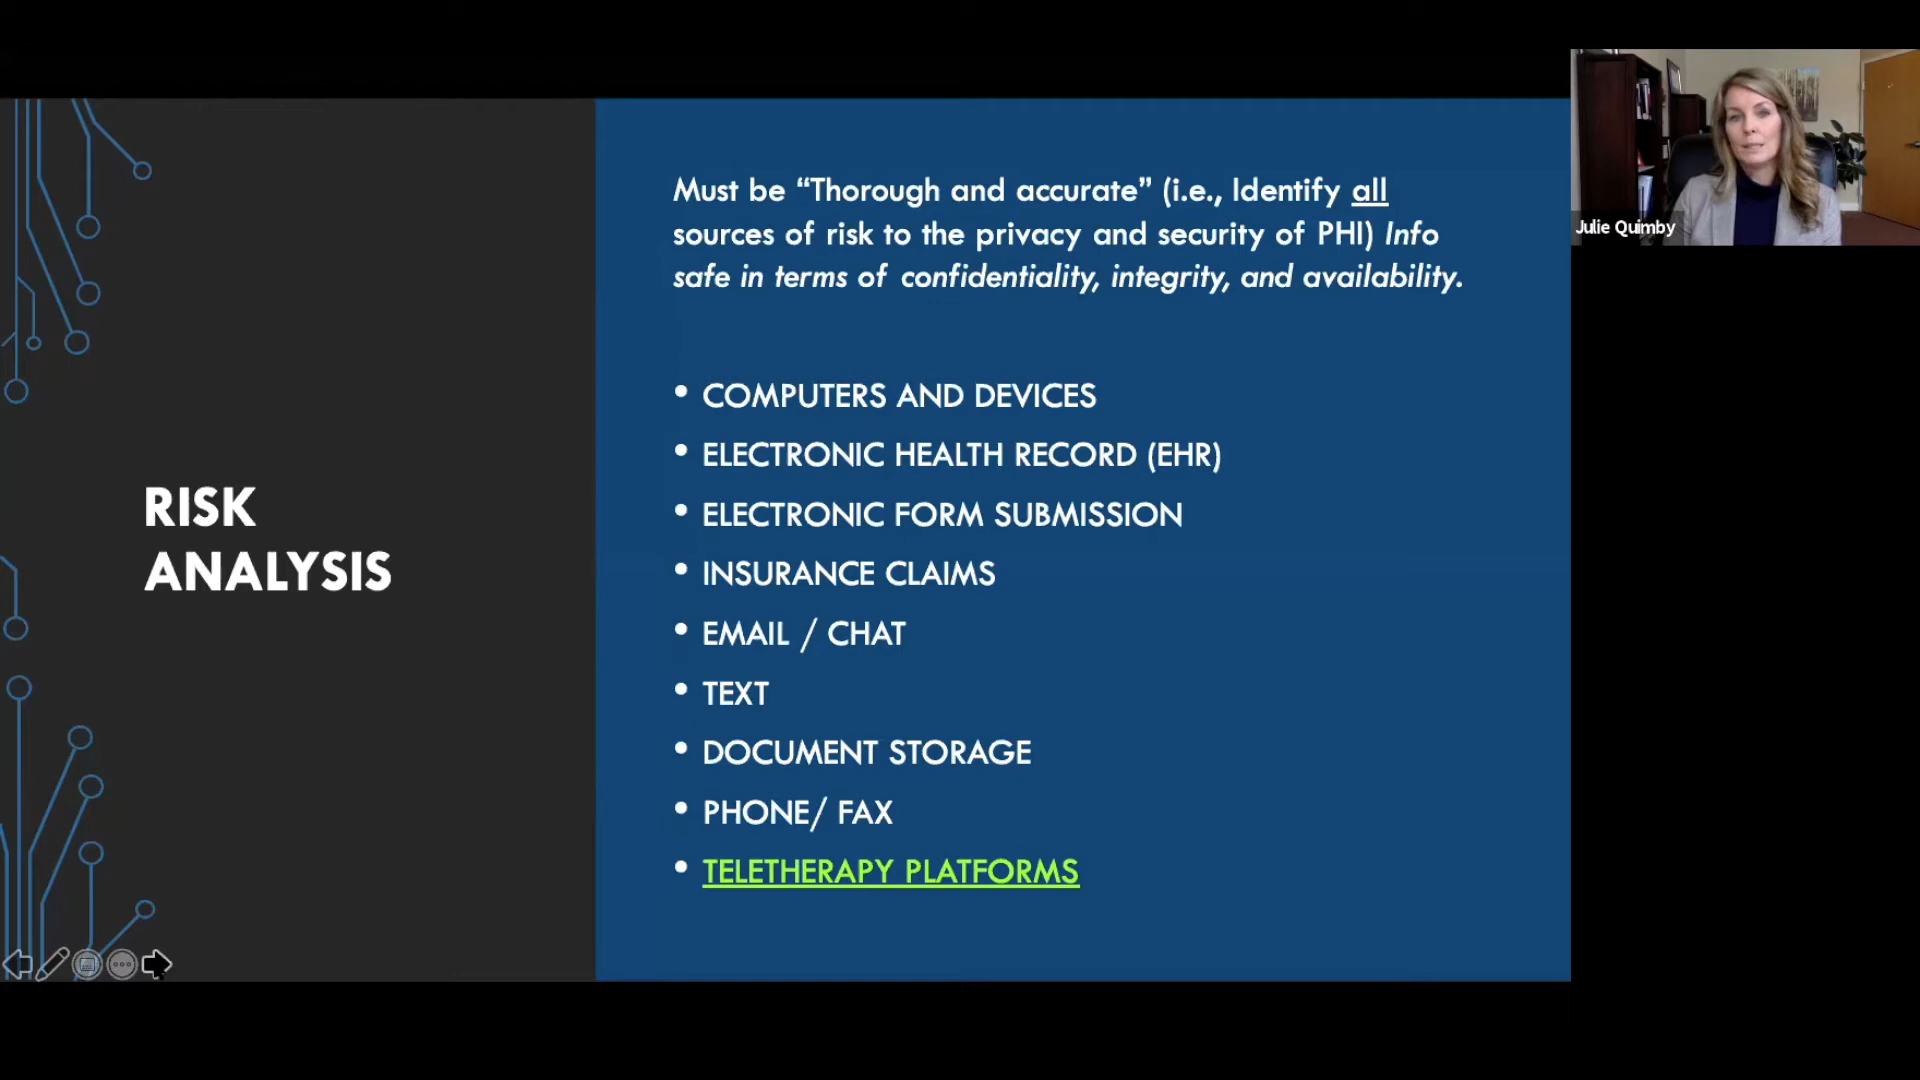 RISK
ANALYSIS
Must be “Thorough and accurate” (i.e., Identify all
sources of risk to the privacy and security of PHI) Info
safe in terms of confidentiality, integrity, and availability.
• COMPUTERS AND DEVICES
• ELECTRONIC HEALTH RECORD (EHR)
• ELECTRONIC FORM SUBMISSION
• INSURANCE CLAIMS
• EMAIL / CHAT
• TEXT
• DOCUMENT STORAGE
• PHONE/ FAX
• TELETHERAPY PLATFORMS
Julie Quimby